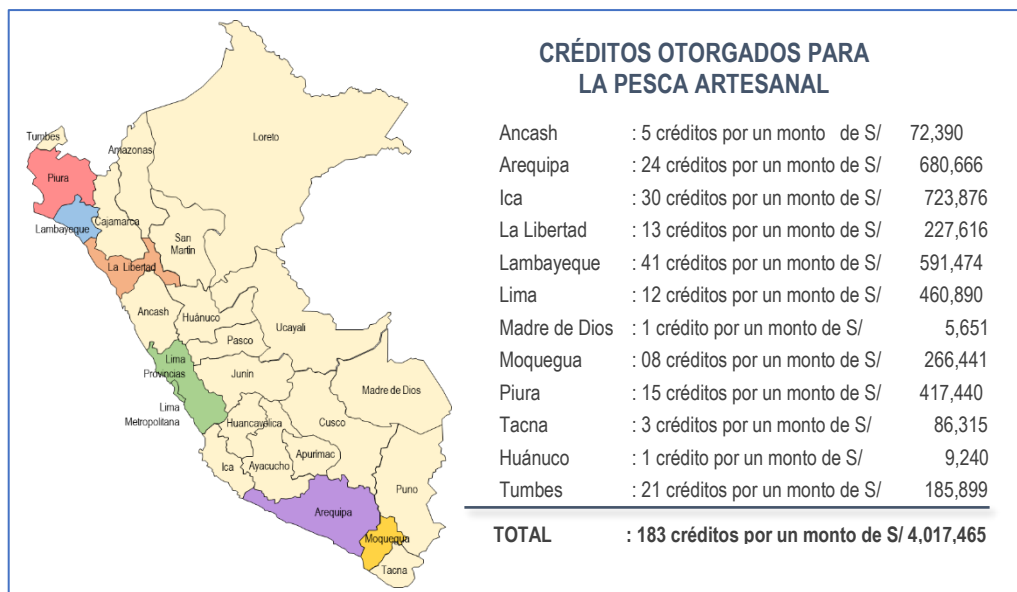 CRÉDITOS OTORGADOS PARA
LA PESCA ARTESANAL
Ancash : 5 créditos por un monto de S/ 72,390
Arequipa : 24 créditos por un monto de S/ 680,666
Ica : 30 créditos por un monto de S/ 723,876
La Libertad : 13 créditos por un monto de S/ 227,616
Lambayeque : 41 créditos por un monto de S/ 591,474
Lima : 12 créditos por un monto de S/ 460,890
Madre de Dios : 1 crédito por un monto de S/ 5,651
Moquegua : 08 créditos por un monto de S/ 266,441
Piura : 15 créditos por un monto de S/ 417,440
Tacna : 3 créditos por un monto de S/ 86,315
Huánuco : 1 crédito por un monto de S/ 9,240
Tumbes : 21 créditos por un monto de S/ 185,899
TOTAL : 183 créditos por un monto de S/ 4,017,465
Tumbes
Loreto
Amazonas
Piura
Lambayeque
Cajamarca
San
Martin
La Libertad
Ancash
Huánuco
Ucayali
Pasco
Lima
Provincias
Junín
Madre de Dios
Lima
Metropolitana
Huancaválica
Cusco
Ica
Ayacucho
Apurimac
Puno
Arequipa
Moquegua
Tacna